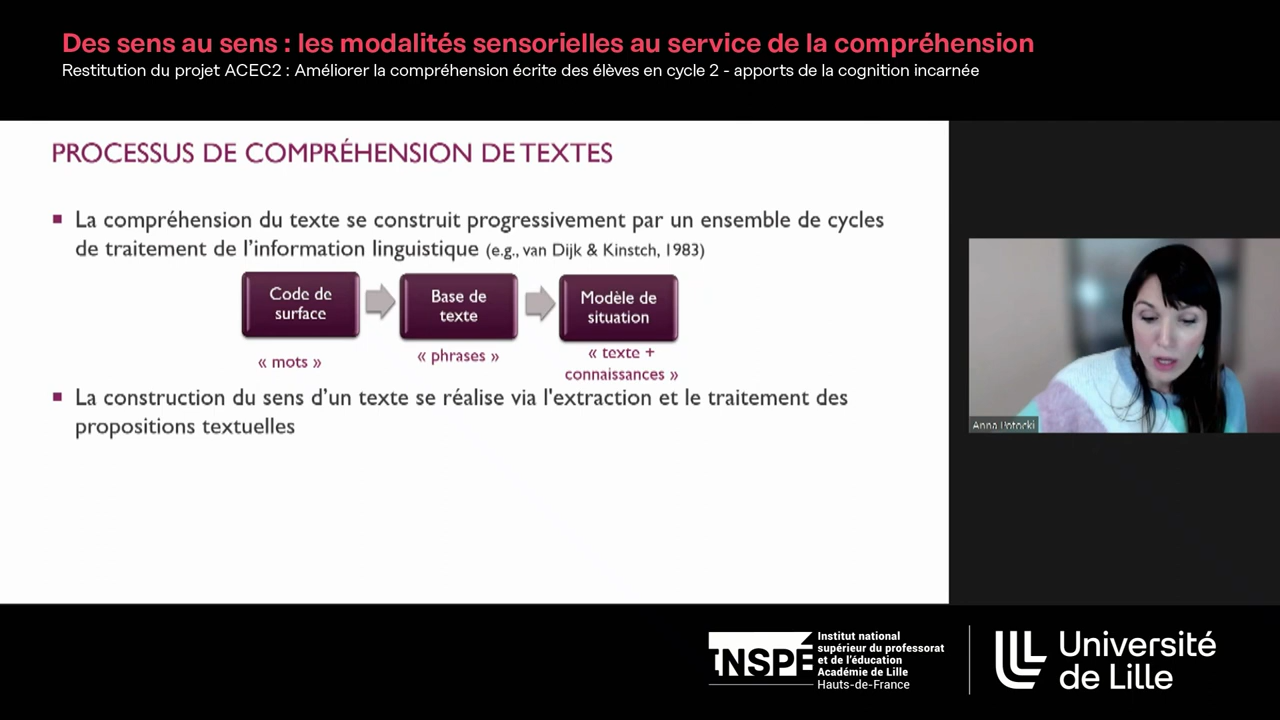 Des sens au sens : les modalités sensorielles au service de la compréhension
Restitution du projet ACEC2 : Améliorer la compréhension écrite des élèves en cycle 2 - apports de la cognition incarnée
PROCESSUS DE COMPRÉHENSION DE TEXTES
La compréhension du texte se construit progressivement par un ensemble de cycles
de traitement de l'information linguistique (e.g., van Dijk & Kinstch, 1983)
Code de
surface
Base de
texte
Modèle de
situation
« mots »
« phrases »
« texte +
connaissances »
La construction du sens d'un texte se réalise via l'extraction et le traitement des
propositions textuelles
Anna Potocki
INSPÉ
Institut national
supérieur du professorat
et de l'éducation
Académie de Lille
Hauts-de-France
Université
de Lille